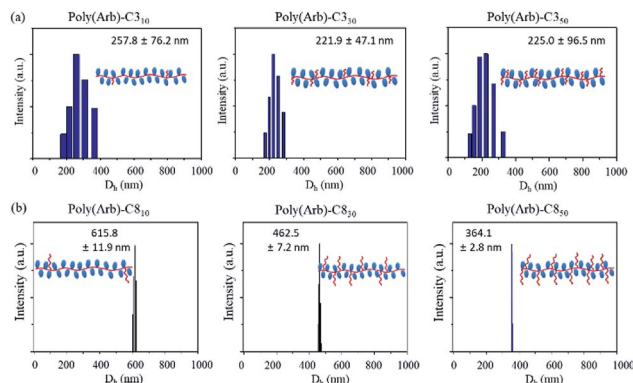 (a) Poly(Arb)-C3₁₀ Poly(Arb)-C3₃₀ Poly(Arb)-C3₅₀
257.8 ± 76.2 nm 221.9 ± 47.1 nm 225.0 ± 96.5 nm
Intensity (a.u.) Intensity (a.u.) Intensity (a.u.)
0 200 400 600 800 1000 0 200 400 600 800 1000 0 200 400 600 800 1000
Dₕ (nm) Dₕ (nm) Dₕ (nm)
(b) Poly(Arb)-C8₁₀ Poly(Arb)-C8₃₀ Poly(Arb)-C8₅₀
615.8 462.5 364.1
± 11.9 nm ± 7.2 nm ± 2.8 nm
Intensity (a.u.) Intensity (a.u.) Intensity (a.u.)
0 200 400 600 800 1000 0 200 400 600 800 1000 0 200 400 600 800 1000
Dₕ (nm) Dₕ (nm) Dₕ (nm)